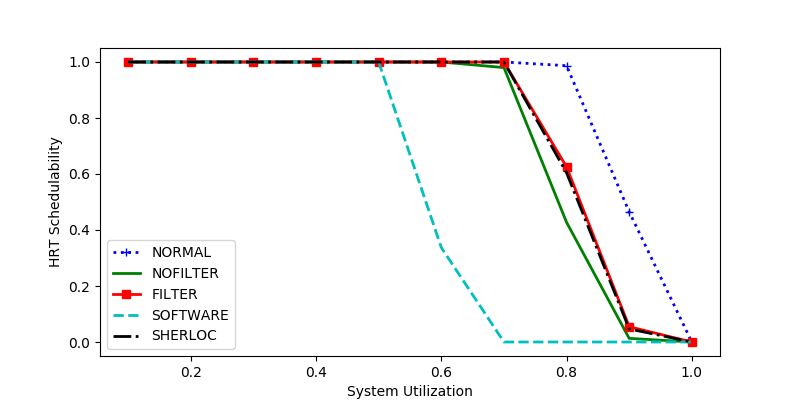 HRT Schedulability
1.0
0.8
0.6
0.4
0.2
0.0
NORMAL
NOFILTER
FILTER
SOFTWARE
SHERLOC
0.2 0.4 0.6 0.8 1.0
System Utilization